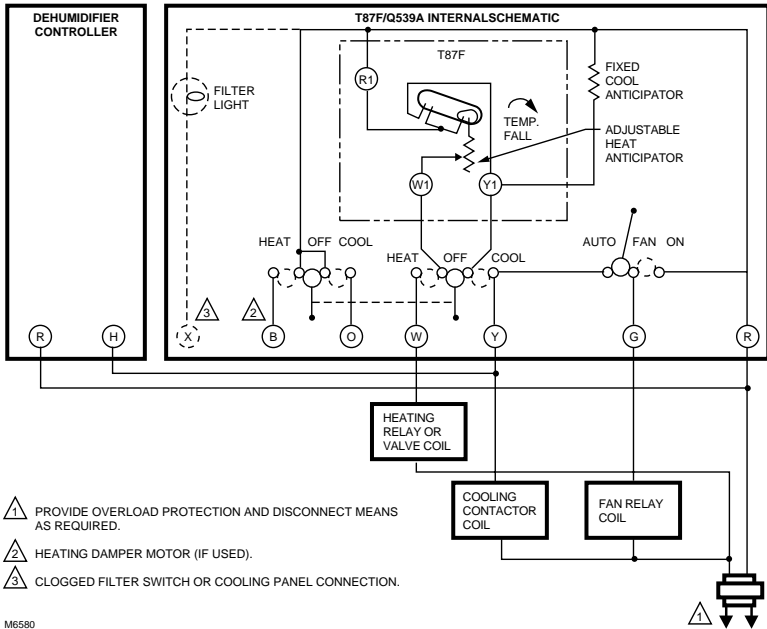 DEHUMIDIFIER
CONTROLLER
T87F/Q539A INTERNALSCHEMATIC
T87F
R1
FILTER
LIGHT
FIXED
COOL
ANTICIPATOR
TEMP.
FALL
ADJUSTABLE
HEAT
ANTICIPATOR
W1
Y1
HEAT OFF COOL
HEAT OFF COOL
AUTO FAN ON
3
2
R
H
X
B
O
W
Y
G
R
HEATING
RELAY OR
VALVE COIL
COOLING
CONTACTOR
COIL
FAN RELAY
COIL
1 PROVIDE OVERLOAD PROTECTION AND DISCONNECT MEANS
AS REQUIRED.
2 HEATING DAMPER MOTOR (IF USED).
3 CLOGGED FILTER SWITCH OR COOLING PANEL CONNECTION.
1
M6580